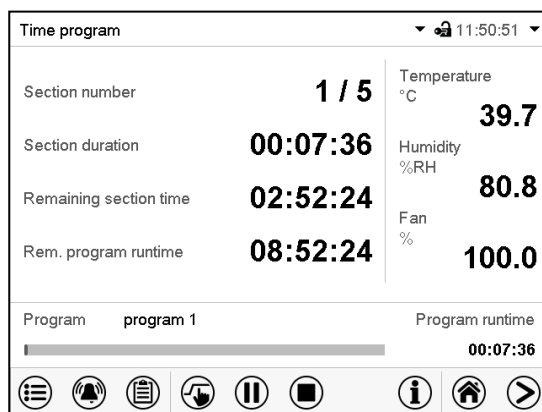 Time program 11:50:51
Section number 1 / 5
Section duration 00:07:36
Remaining section time 02:52:24
Rem. program runtime 08:52:24
Temperature
°C
39.7
Humidity
%RH
80.8
Fan
%
100.0
Program program 1 Program runtime
00:07:36